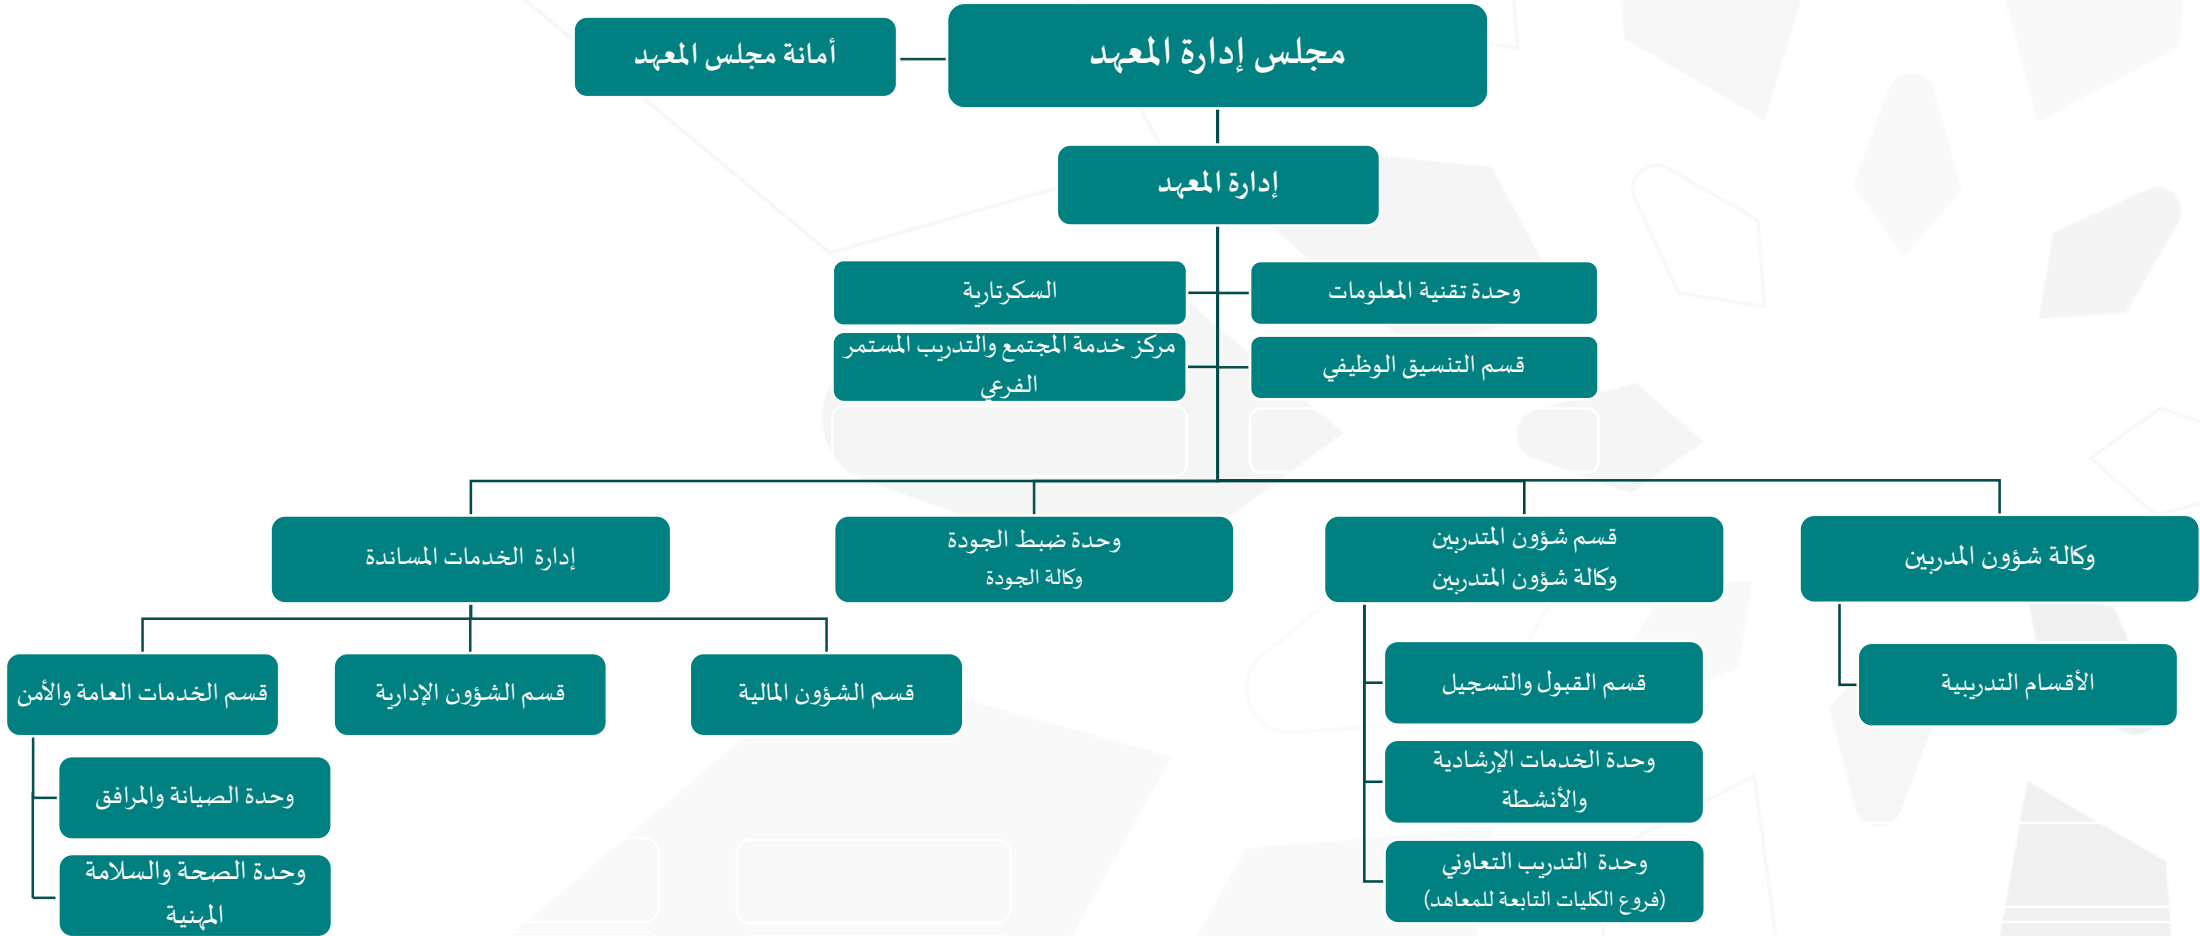 مجلس إدارة المعهد
أمانة مجلس المعهد
إدارة المعهد
وحدة تقنية المعلومات
السكرتارية
قسم التنسيق الوظيفي
مركز خدمة المجتمع والتدريب المستمر
الفرعي
وكالة شؤون المدربين
قسم شؤون المتدربين
وكالة شؤون المتدربين
وحدة ضبط الجودة
وكالة الجودة
إدارة الخدمات المساندة
الأقسام التدريبية
قسم القبول والتسجيل
وحدة الخدمات الإرشادية
والأنشطة
وحدة التدريب التعاوني
(فروع الكليات التابعة للمعاهد)
قسم الشؤون المالية
قسم الشؤون الإدارية
قسم الخدمات العامة والأمن
وحدة الصيانة والمرافق
وحدة الصحة والسلامة
المهنية